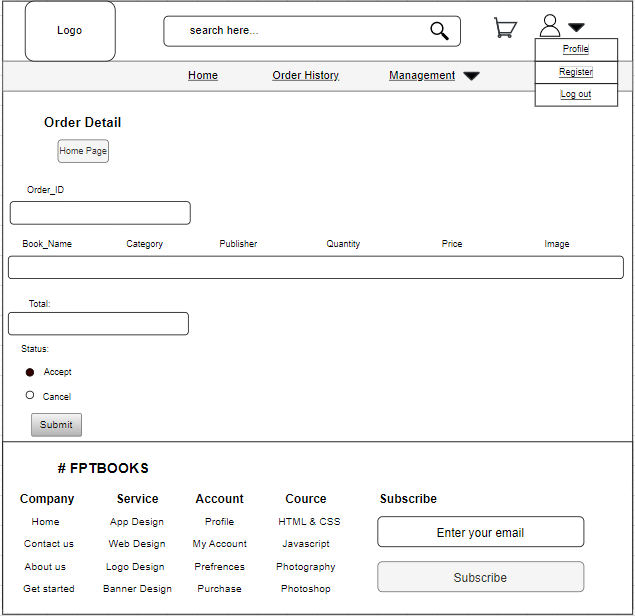 Logo
search here...
Profile
Register
Log out
Home Order History Management
Order Detail
Home Page
Order_ID
Book_Name Category Publisher Quantity Price Image
Total:
Status:
Accept
Cancel
Submit
# FPTBOOKS
Company Service Account Cource Subscribe
Home App Design Profile HTML & CSS
Enter your email
Contact us Web Design My Account Javascript
About us Logo Design Prefrences Photography
Subscribe
Get started Banner Design Purchase Photoshop